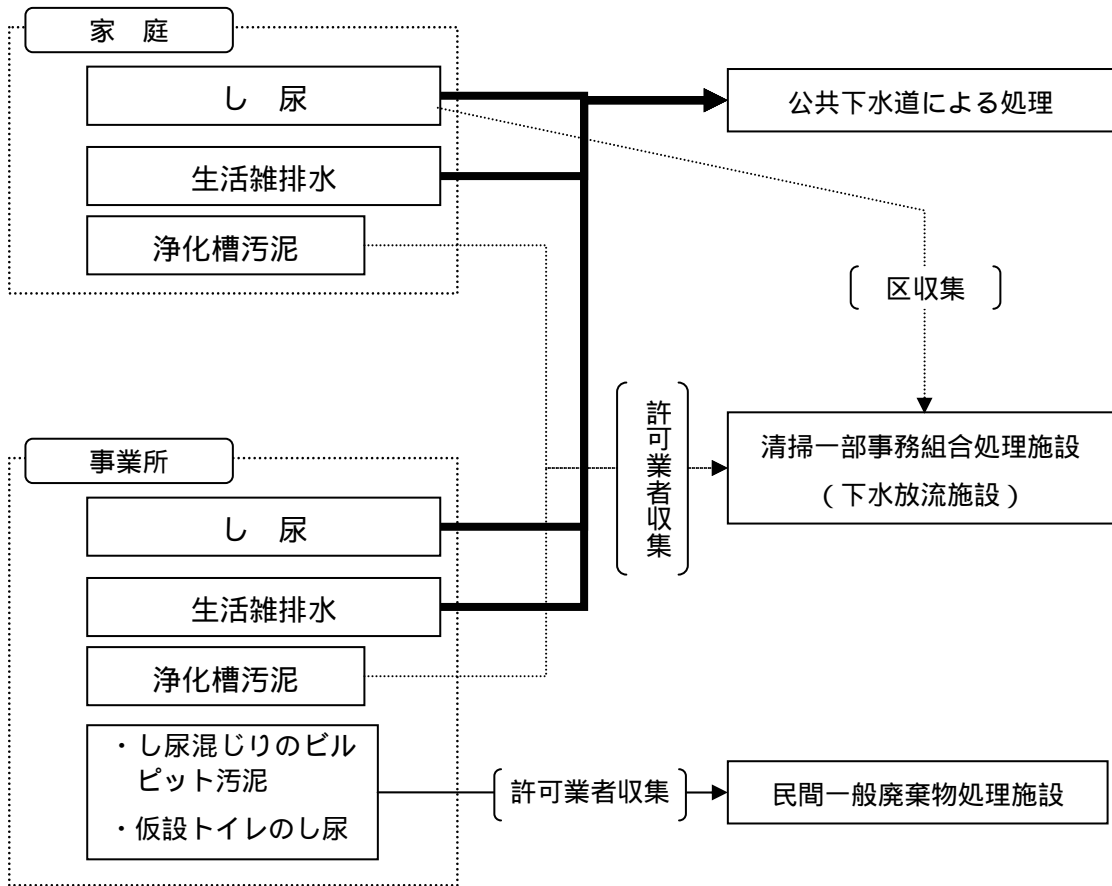 家　庭
し　尿
生活雑排水
浄化槽汚泥
公共下水道による処理
区収集
許可業者収集
清掃一部事務組合処理施設
（下水放流施設）
事業所
し　尿
生活雑排水
浄化槽汚泥
・し尿混じりのビル
ピット汚泥
・仮設トイレのし尿
許可業者収集
民間一般廃棄物処理施設